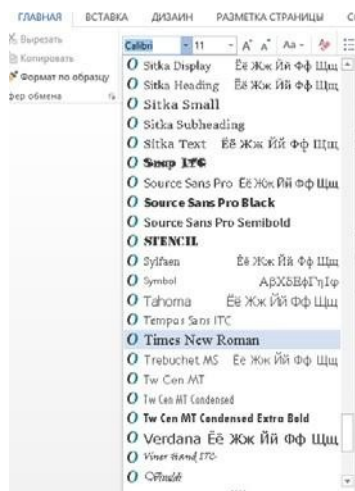 ГЛАВНАЯ ВСТАВКА ДИЗАЙН РАЗМЕТКА СТРАНИЦЫ
Вырезать
Копировать
Формат по образцу
фер обмена
Calibri 11 Aa
Sitka Display Ёё Жж Йй Фф Щщ
Sitka Heading Ёё Жж Йй Фф Щщ
Sitka Small
Sitka Subheading
Sitka Text Ёё Жж Йй Фф Щщ
Snap ITC
Source Sans Pro Ёё Жж Йй Фф Щщ
Source Sans Pro Black
Source Sans Pro Semibold
STENCIL
Sylfaen Ёё Жж Йй Фф Щщ
Symbol ΑβΧδΕϕΓηΙφ
Tahoma Ёё Жж Йй Фф Щщ
Tempus Sans ITC
Times New Roman
Trebuchet MS Ёё Жж Йй Фф Щщ
Tw Cen MT
Tw Cen MT Condensed
Tw Cen MT Condensed Extra Bold
Verdana Ёё Жж Йй Фф Щщ
Viner Hand ITC
Vivaldi